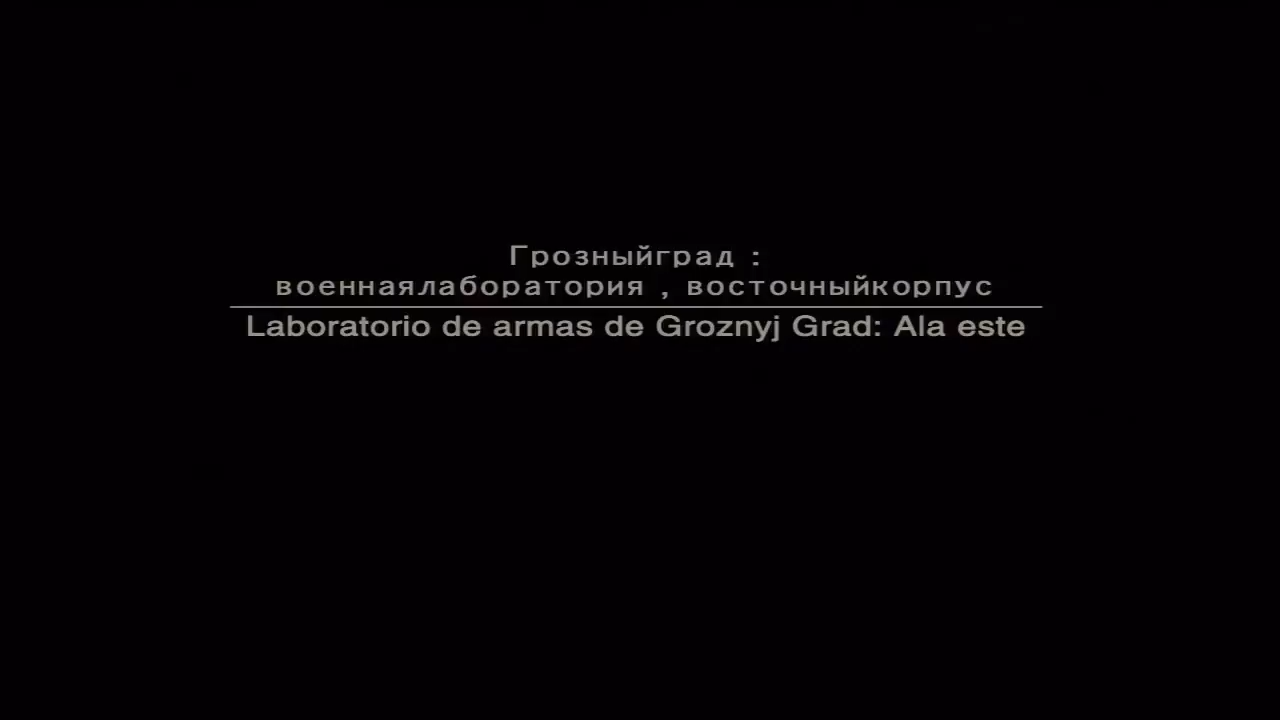 Грозныйград :
военнаялаборатория , восточныйкорпус
Laboratorio de armas de Groznyj Grad: Ala este